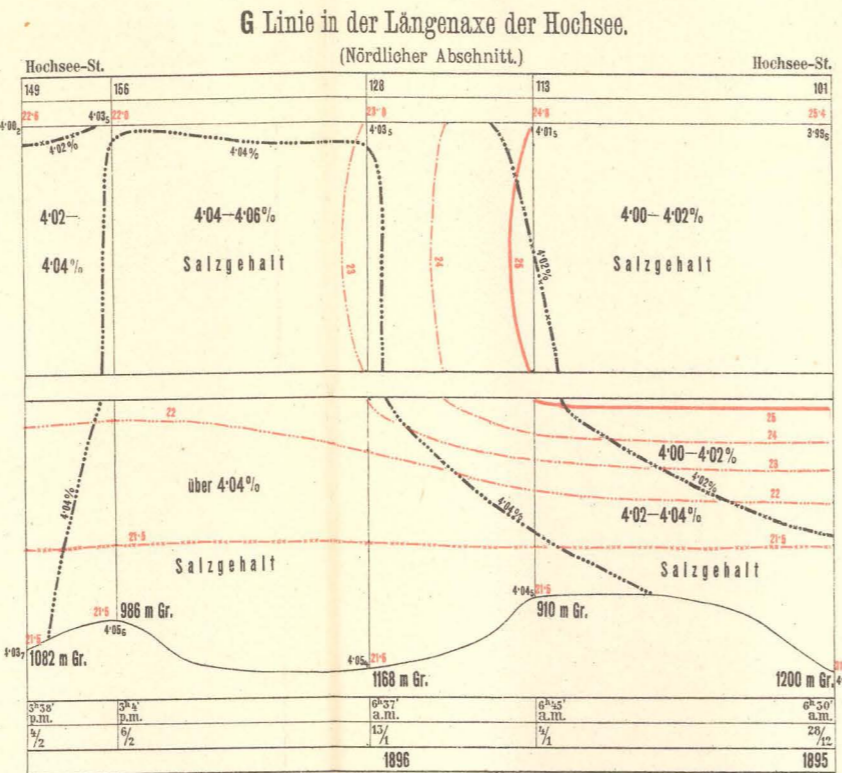 G Linie in der Längenaxe der Hochsee.
(Nördlicher Abschnitt.)
Hochsee-St. Hochsee-St.
149 156 128 113 101
22·6 22·0 23·0 24·8 25·4
4·00₂ 4·03₅ 4·03₅ 4·01₅ 3·99₅
4·02% 4·04%
4·02– 4·04–4·06% 4·00–4·02%
4·04% Salzgehalt 23 24 25 4·02% Salzgehalt
22 25
24
4·00–4·02%
23
über 4·04% 4·02%
4·04% 4·04% 22
4·02–4·04%
21·5 21·5
Salzgehalt Salzgehalt
21·5 986 m Gr. 4·04₅ 21·5
910 m Gr.
21·5 4·05₆
4·03₇ 1082 m Gr. 21·6
1168 m Gr. 1200 m Gr.
3ʰ38' 3ʰ4' 6ʰ37' 6ʰ45' 6ʰ30'
p.m. p.m. a.m. a.m. a.m.
4/2 6/2 13/1 4/1 28/12
1896 1895